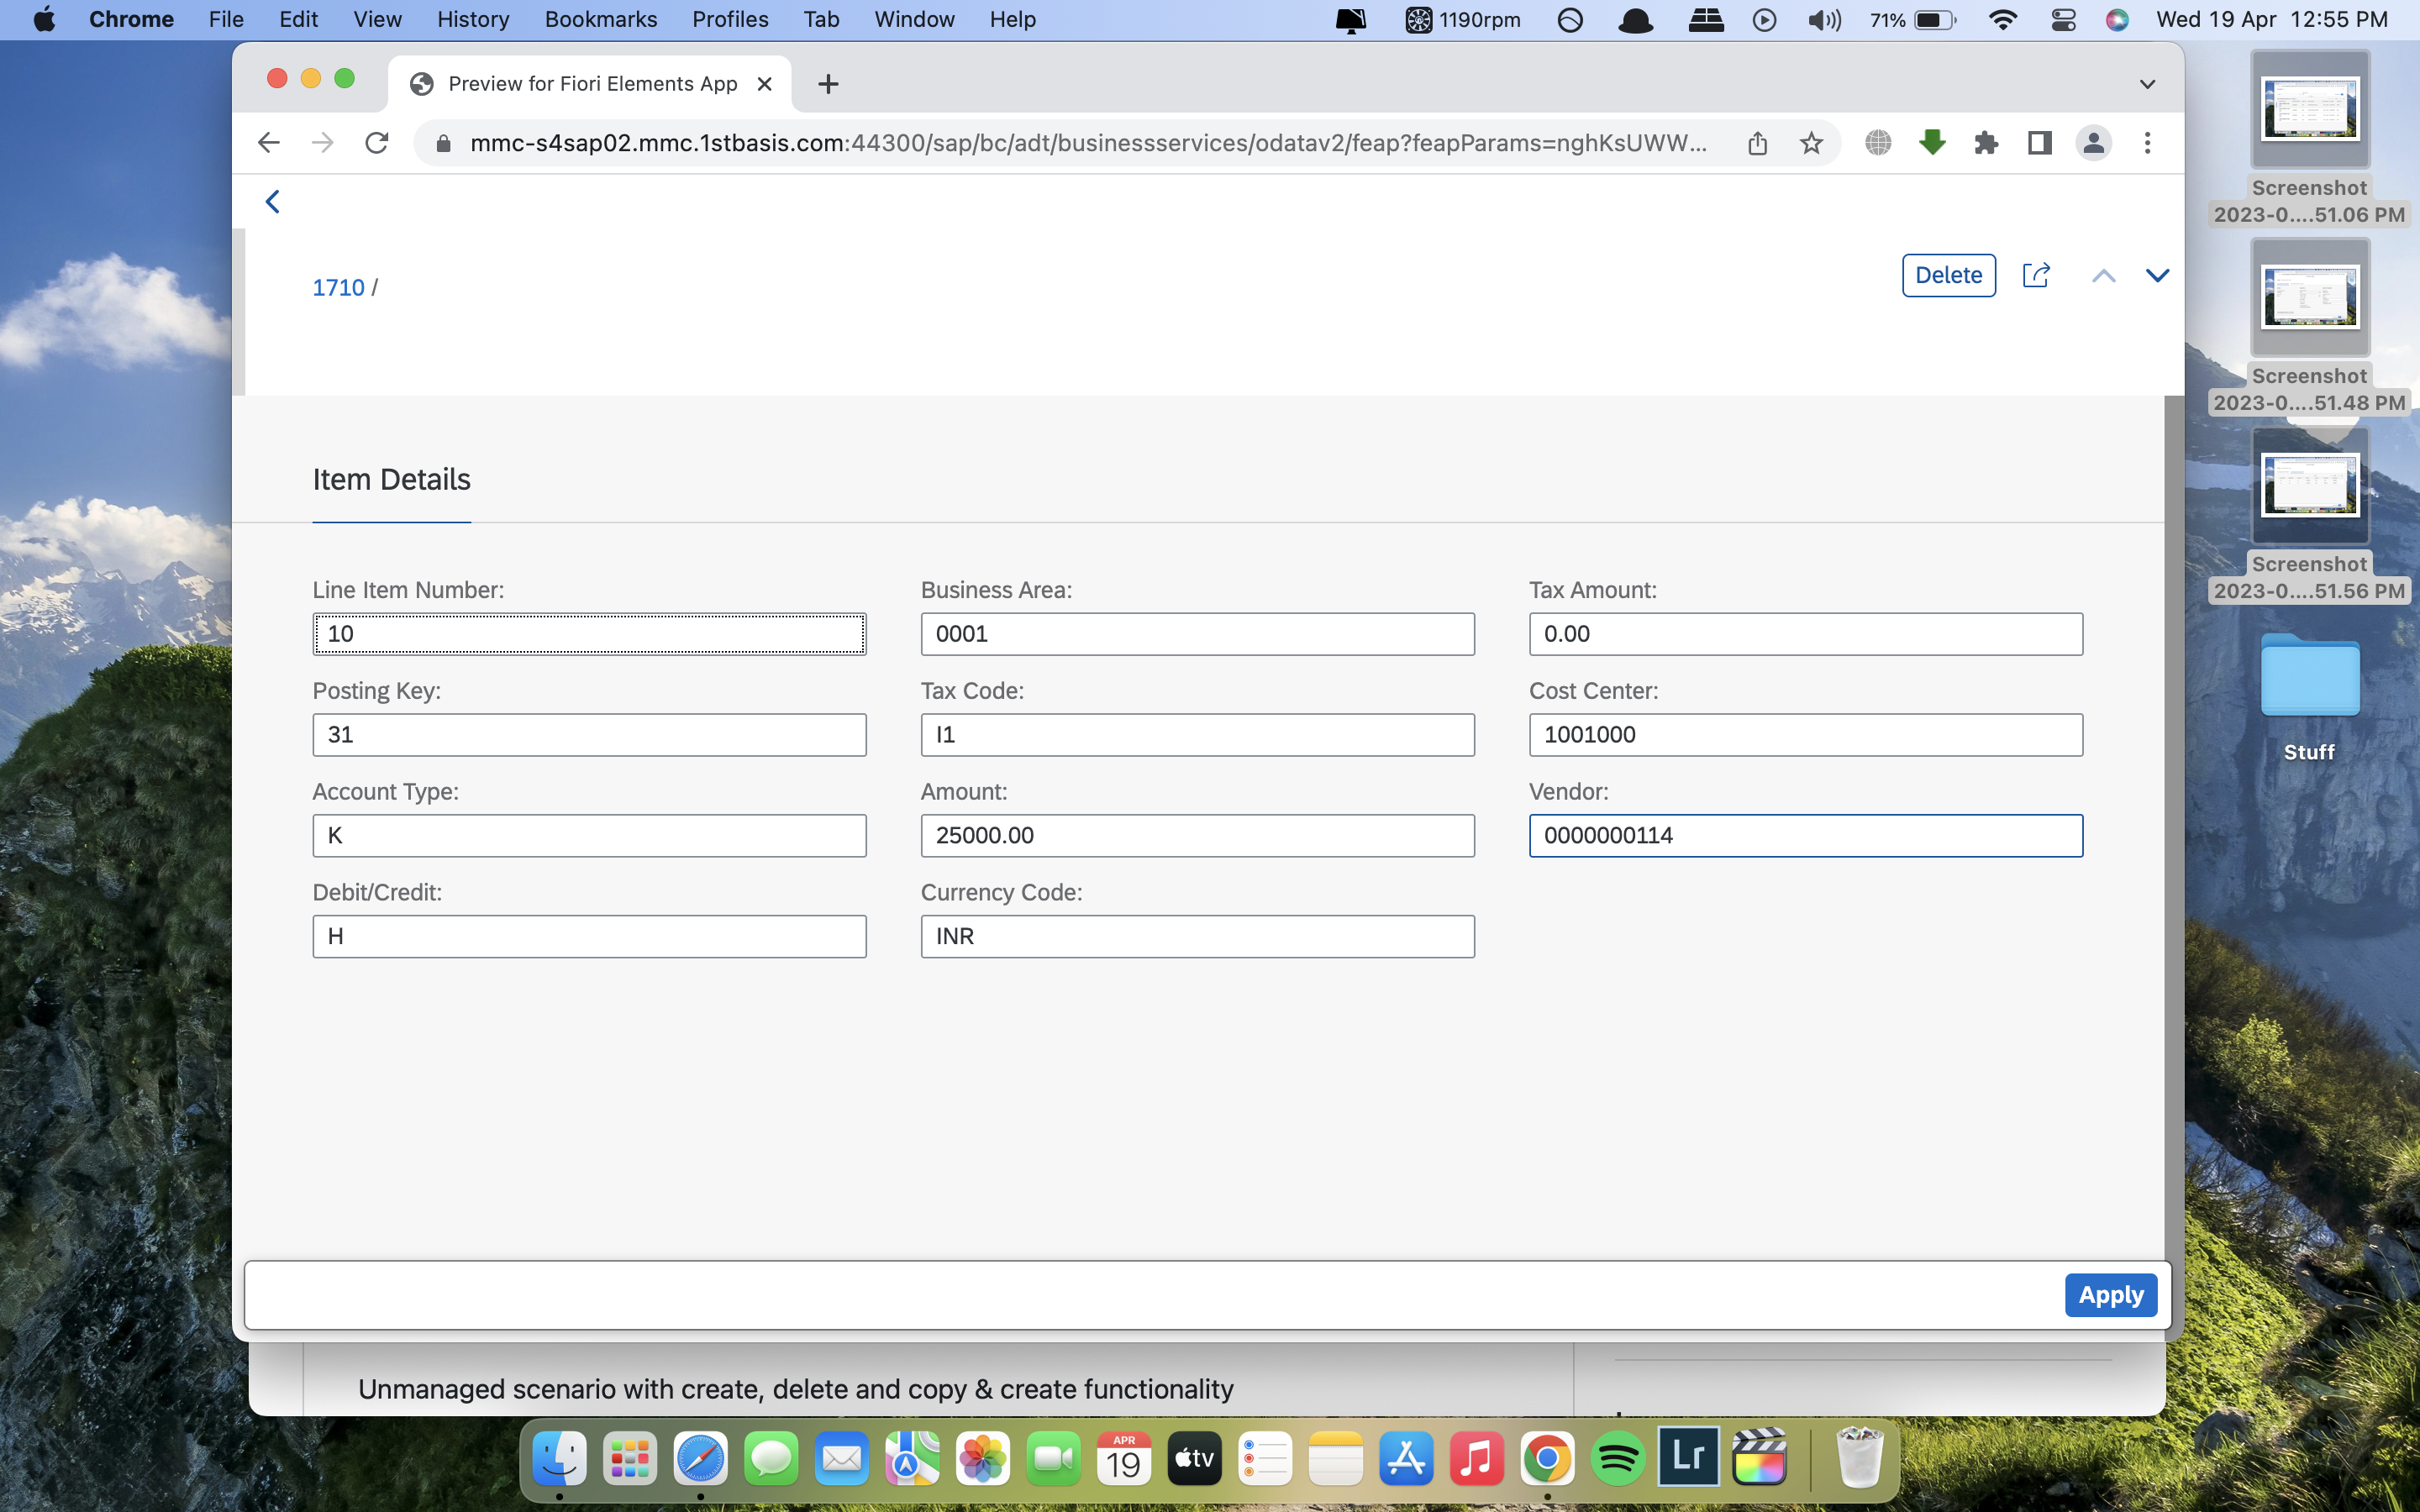 Chrome File Edit View History Bookmarks Profiles Tab Window Help 1190rpm 71% Wed 19 Apr 12:55 PM
Preview for Fiori Elements App
mmc-s4sap02.mmc.1stbasis.com:44300/sap/bc/adt/businessservices/odatav2/feap?feapParams=nghKsUWW...
1710 /
Delete
Item Details
Line Item Number: Business Area: Tax Amount:
10 0001 0.00
Posting Key: Tax Code: Cost Center:
31 I1 1001000
Account Type: Amount: Vendor:
K 25000.00 0000000114
Debit/Credit: Currency Code:
H INR
Apply
Unmanaged scenario with create, delete and copy & create functionality
Screenshot
2023-0....51.06 PM
Screenshot
2023-0....51.48 PM
Screenshot
2023-0....51.56 PM
Stuff
APR
19
tv
Lr